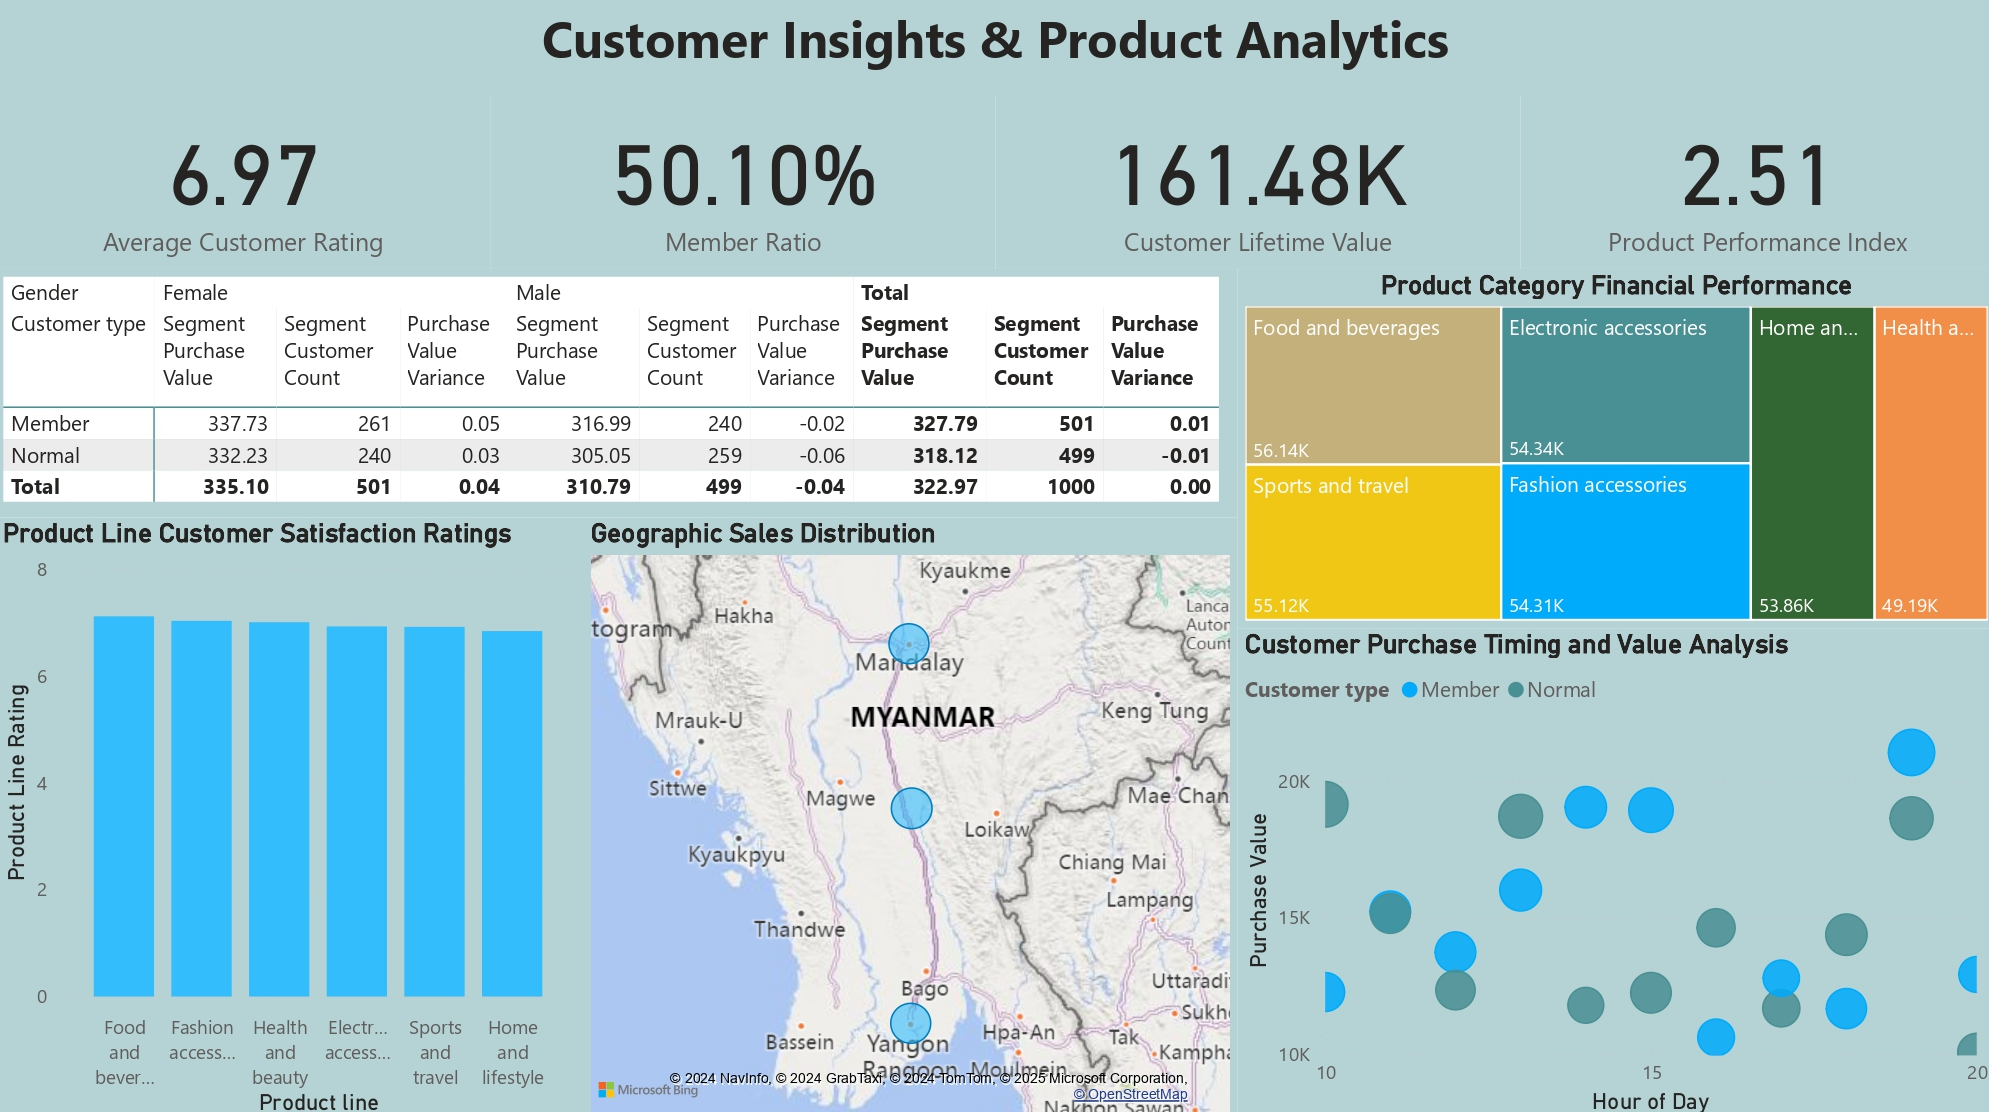 Customer Insights & Product Analytics
6.97
Average Customer Rating
50.10%
Member Ratio
161.48K
Customer Lifetime Value
2.51
Product Performance Index
Gender Female Male Total
Customer type Segment Purchase Value Segment Customer Count Purchase Value Variance Segment Purchase Value Segment Customer Count Purchase Value Variance Segment Purchase Value Segment Customer Count Purchase Value Variance
Member 337.73 261 0.05 316.99 240 -0.02 327.79 501 0.01
Normal 332.23 240 0.03 305.05 259 -0.06 318.12 499 -0.01
Total 335.10 501 0.04 310.79 499 -0.04 322.97 1000 0.00
Product Category Financial Performance
Food and beverages
56.14K
Electronic accessories
54.34K
Home an...
53.86K
Health a...
49.19K
Sports and travel
55.12K
Fashion accessories
54.31K
Product Line Customer Satisfaction Ratings
Product Line Rating
8
6
4
2
0
Food and bever...
Fashion access...
Health and beauty
Electr... access...
Sports and travel
Home and lifestyle
Product line
Geographic Sales Distribution
Kyaukme
Hakha
Lanca
Auton
Count
togram
Mandalay
MYANMAR
Mrauk-U
Keng Tung
Sittwe
Magwe
Mae Chan
Loikaw
Kyaukpyu
Chiang Mai
Lampang
Thandwe
Bago
Uttaradi
Sukho
Bassein
Yangon
Rangoon
Hpa-An
Moulmein
Tak
Kampha
Nakhon Sawan
Microsoft Bing
© 2024 NavInfo, © 2024 GrabTaxi, © 2024 TomTom, © 2025 Microsoft Corporation,
© OpenStreetMap
Customer Purchase Timing and Value Analysis
Customer type Member Normal
Purchase Value
20K
15K
10K
10
15
20
Hour of Day